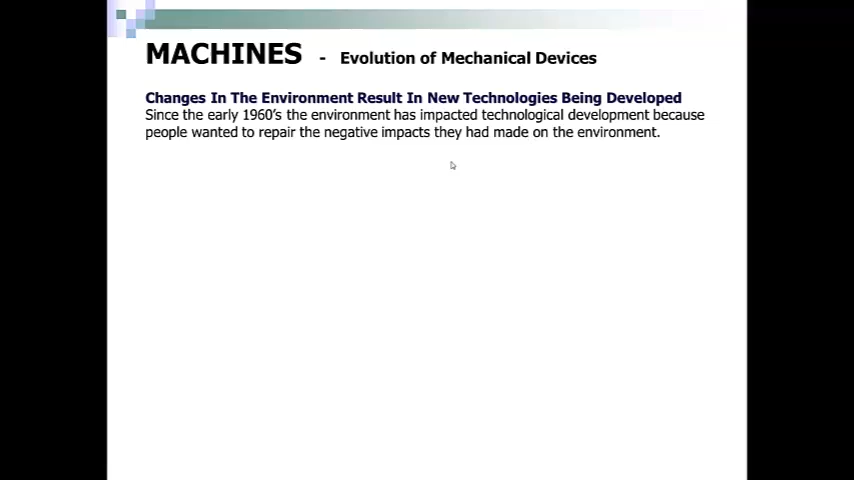 MACHINES - Evolution of Mechanical Devices
Changes In The Environment Result In New Technologies Being Developed
Since the early 1960's the environment has impacted technological development because
people wanted to repair the negative impacts they had made on the environment.